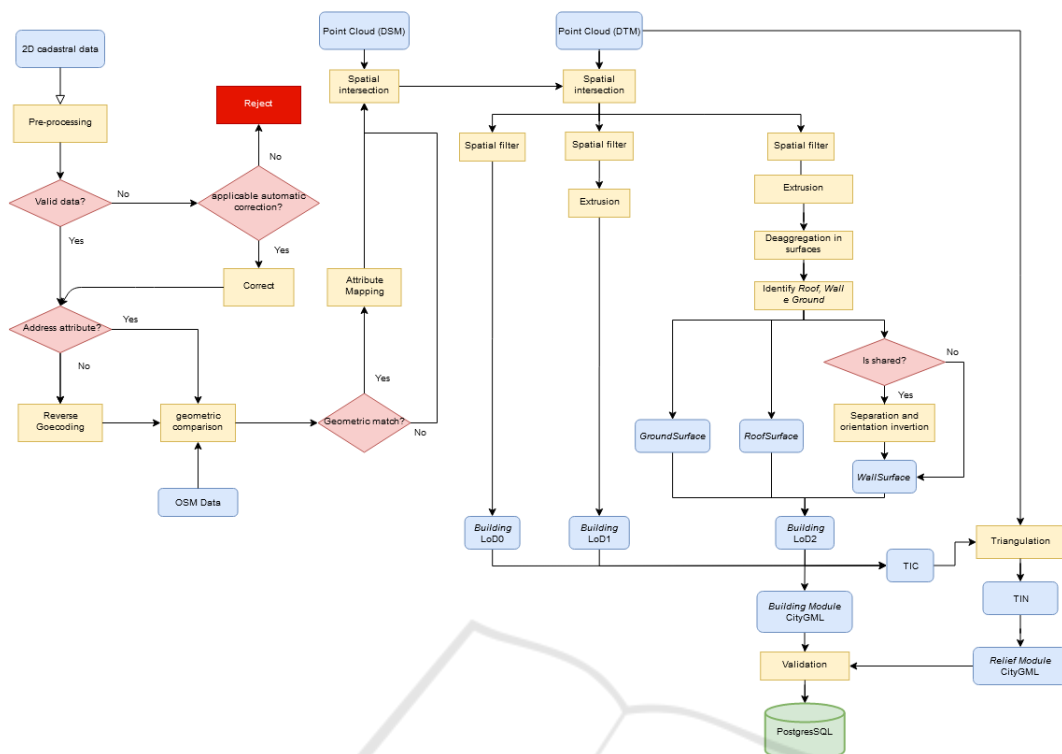 Point Cloud (DSM)
Point Cloud (DTM)
2D cadastral data
Spatial
intersection
Spatial
intersection
Reject
Pre-processing
No
Spatial filter
Spatial filter
Spatial filter
Valid data?
No
applicable automatic
correction?
Extrusion
Extrusion
Yes
Yes
Deaggregation in
surfaces
Correct
Attribute
Mapping
Identify Roof, Wall
e Ground
Address attribute?
Yes
No
Is shared?
No
Yes
Yes
Reverse
Goecoding
geometric
comparison
Geometric match?
No
Separation and
orientation invertion
GroundSurface
RoofSurface
WallSurface
OSM Data
Building
LoD0
Building
LoD1
Building
LoD2
Triangulation
TIC
TIN
Building Module
CityGML
Relief Module
CityGML
Validation
PostgresSQL